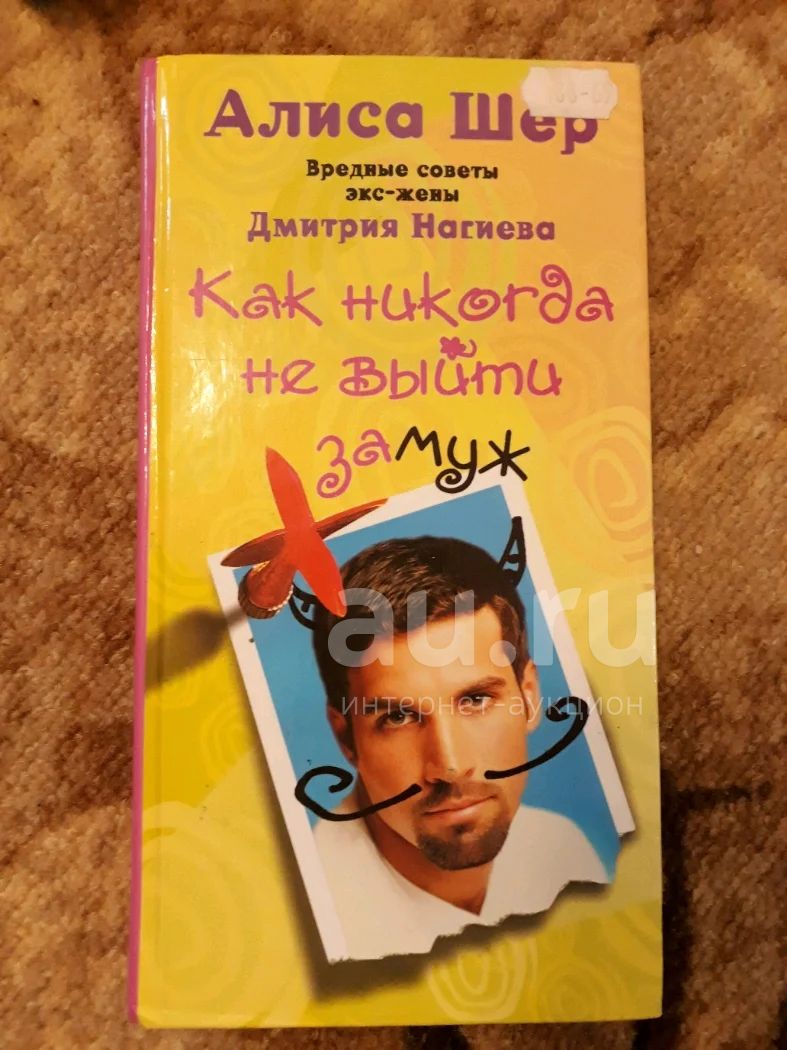 Алиса Шер
Вредные советы
экс-жены
Дмитрия Нагиева
Как никогда
не выйти
замуж
au.ru
интернет-аукцион